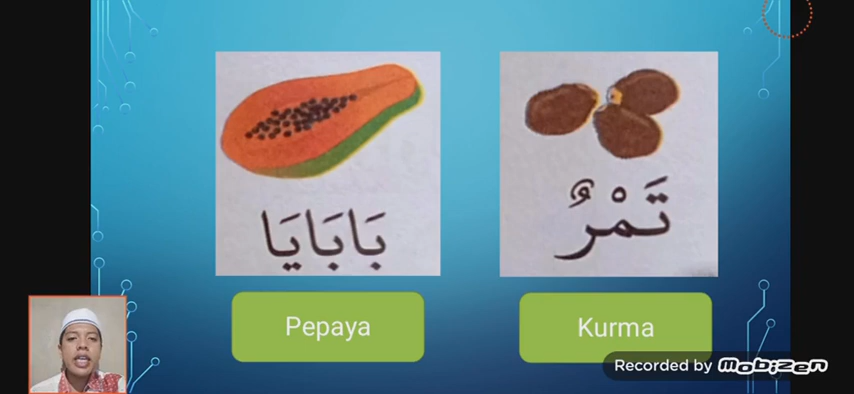 بَابَايَا
تَمْرٌ
Pepaya
Kurma
Recorded by Mobizen